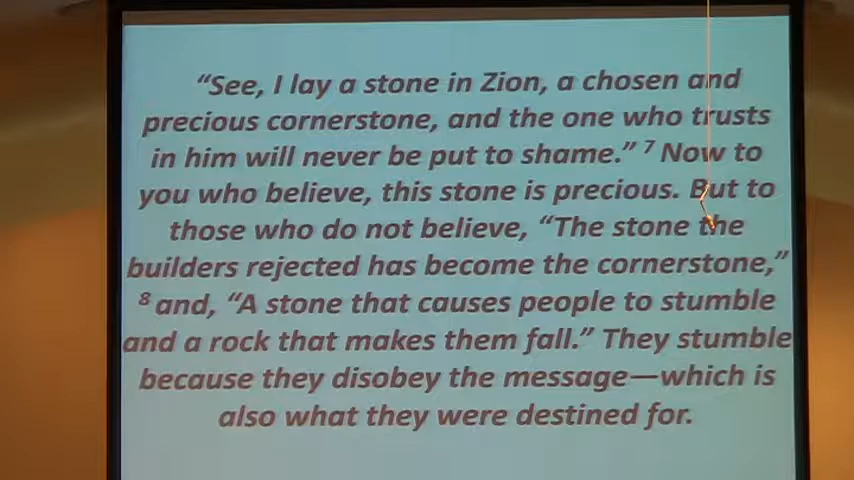 “See, I lay a stone in Zion, a chosen and
precious cornerstone, and the one who trusts
in him will never be put to shame.” 7 Now to
you who believe, this stone is precious. But to
those who do not believe, “The stone the
builders rejected has become the cornerstone,”
8 and, “A stone that causes people to stumble
and a rock that makes them fall.” They stumble
because they disobey the message—which is
also what they were destined for.